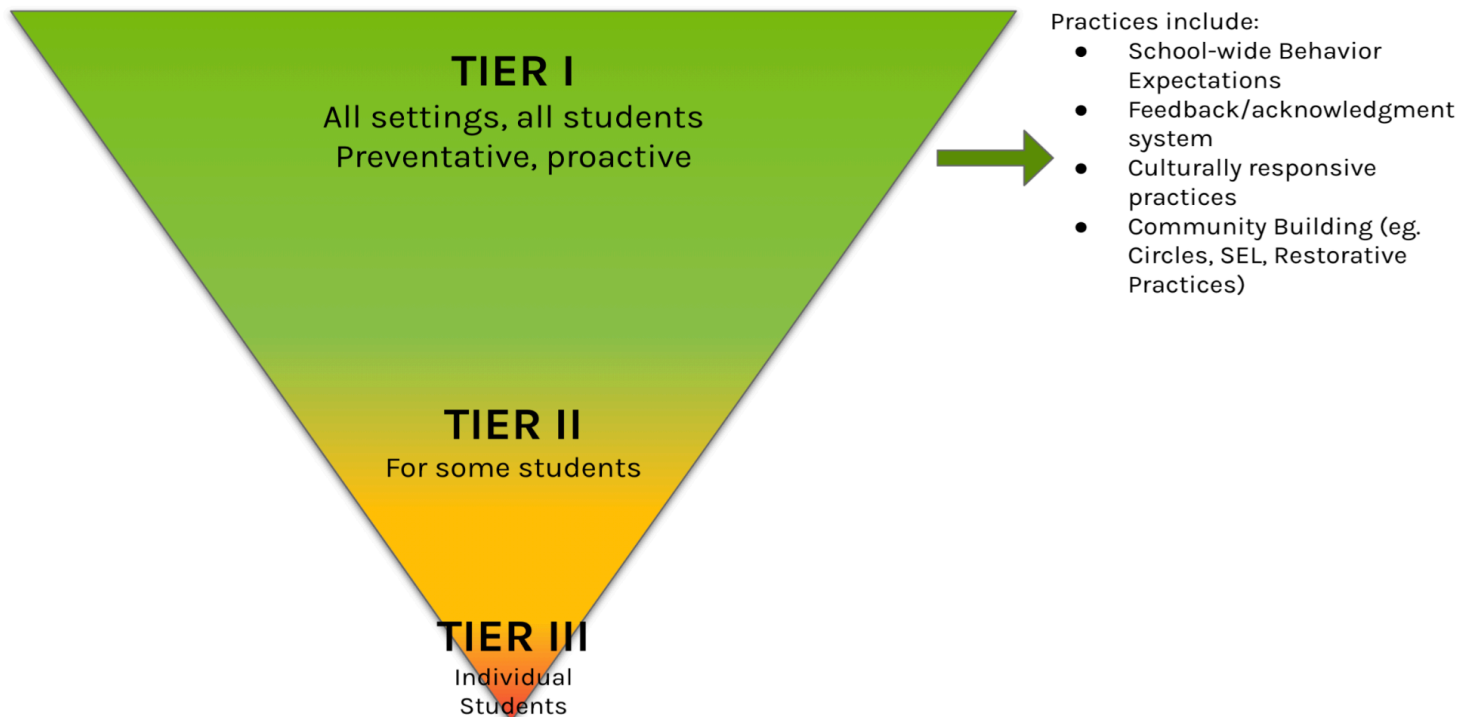 TIER I
All settings, all students
Preventative, proactive
TIER II
For some students
TIER III
Individual
Students
Practices include:
● School-wide Behavior
Expectations
● Feedback/acknowledgment
system
● Culturally responsive
practices
● Community Building (eg.
Circles, SEL, Restorative
Practices)